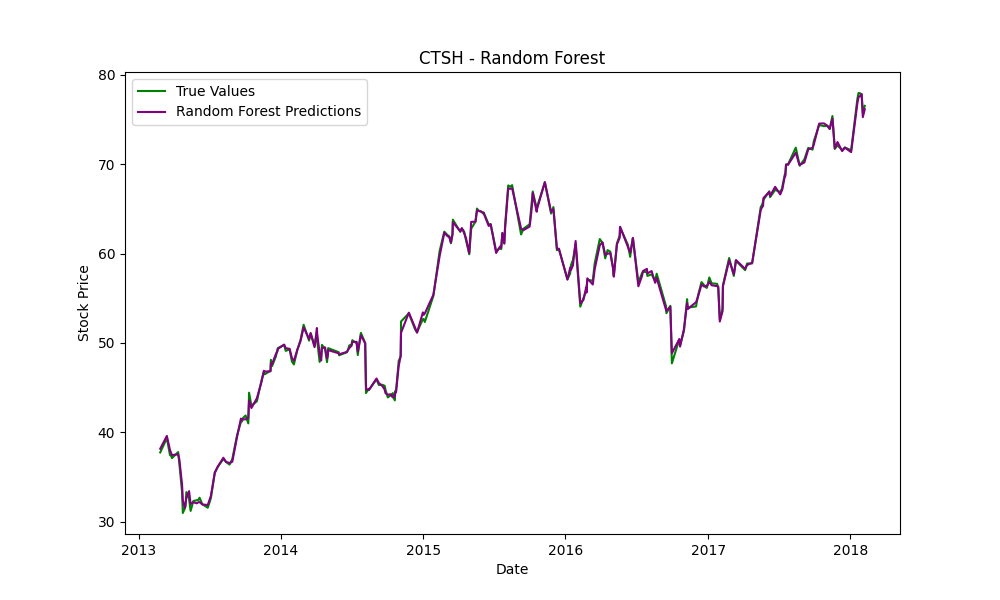 CTSH - Random Forest
True Values
Random Forest Predictions
80
70
60
50
40
30
Stock Price
2013 2014 2015 2016 2017 2018
Date